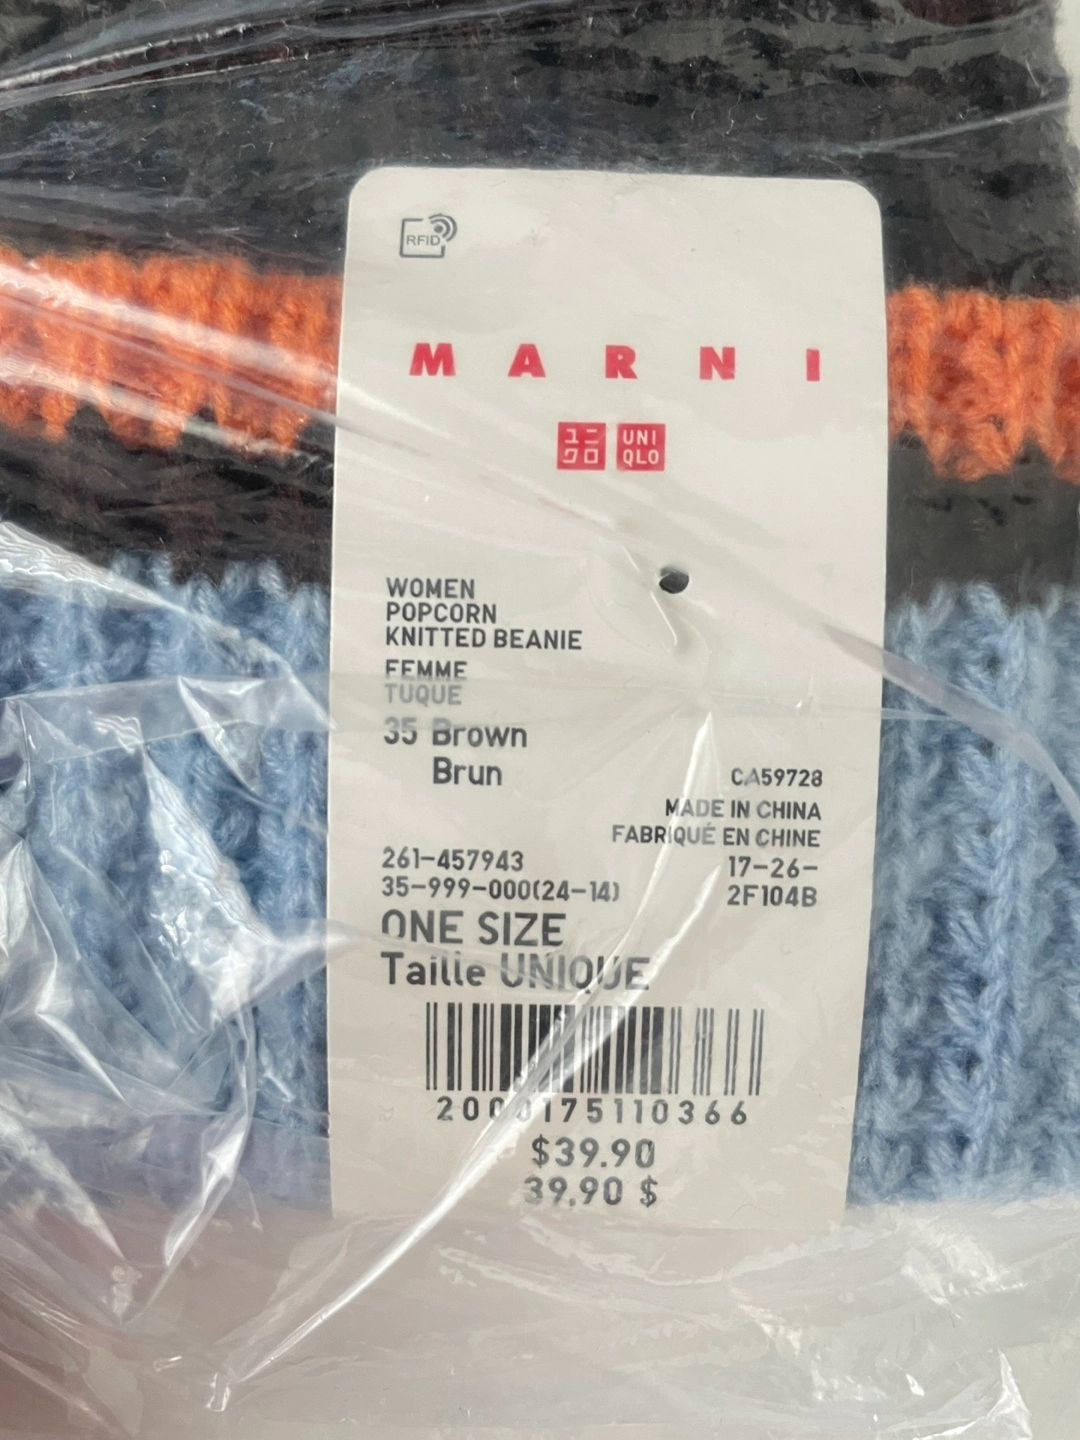 RFID
MARNI
ユニ
クロ
UNI
QLO
WOMEN
POPCORN
KNITTED BEANIE
FEMME
TUQUE
35 Brown
Brun
CA59728
MADE IN CHINA
FABRIQUÉ EN CHINE
261-457943
17-26-
35-999-000(24-14)
2F104B
ONE SIZE
Taille UNIQUE
2000175110366
$39.90
39,90 $